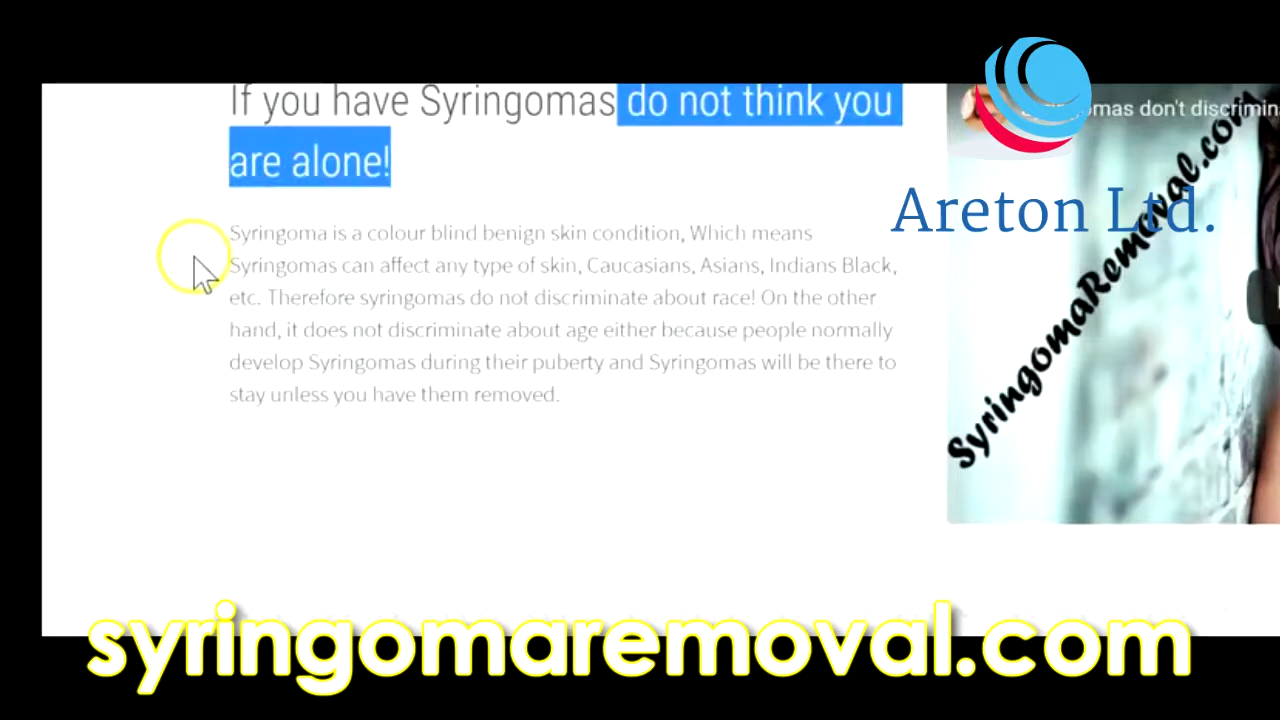 If you have Syringomas do not think you
are alone!
Syringoma is a colour blind benign skin condition, Which means
Syringomas can affect any type of skin, Caucasians, Asians, Indians Black,
etc. Therefore syringomas do not discriminate about race! On the other
hand, it does not discriminate about age either because people normally
develop Syringomas during their puberty and Syringomas will be there to
stay unless you have them removed.
don't
Areton Ltd.
SyringomaRemoval.com
syringomaremoval.com